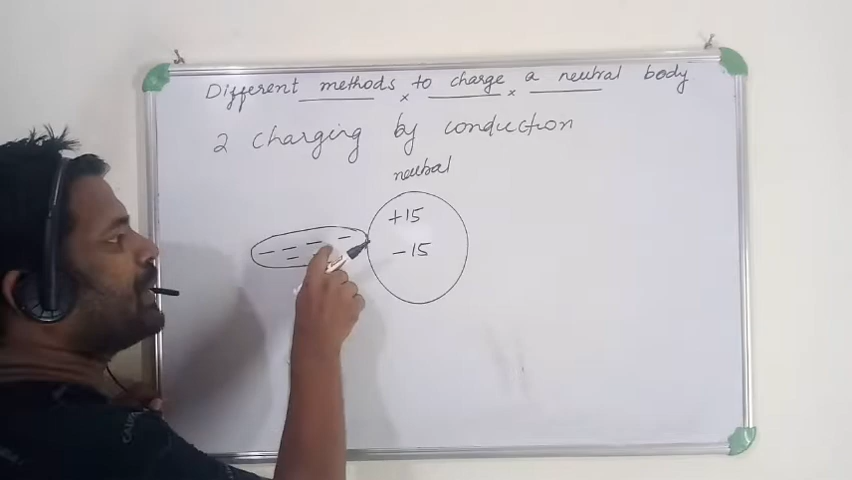 Different methods to charge a neutral body
2 charging by conduction
neutral
+15
-15